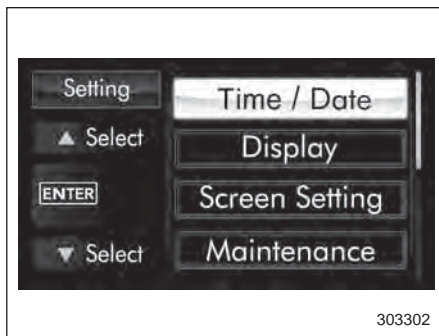 Setting
▲ Select
ENTER
▼ Select
Time / Date
Display
Screen Setting
Maintenance
303302